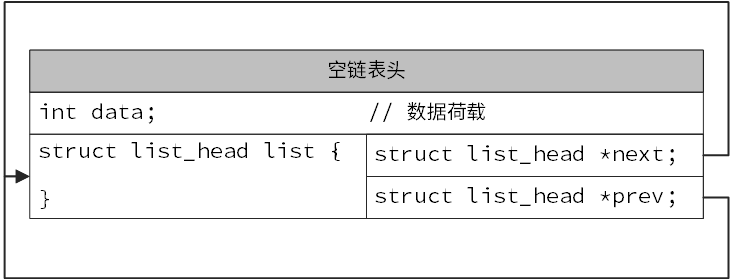 空链表头
int data; // 数据荷载
struct list_head list {
struct list_head *next;
struct list_head *prev;
}